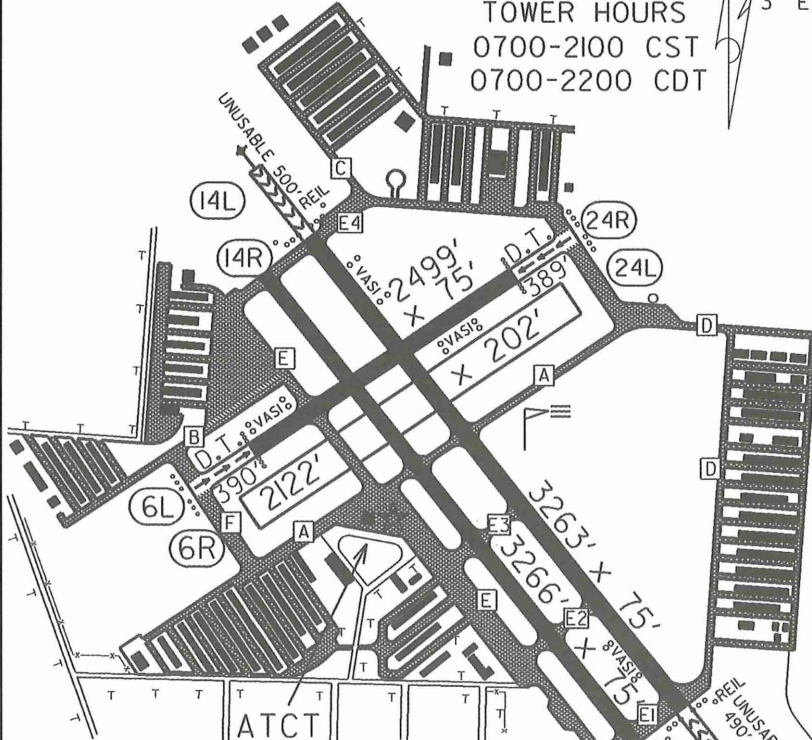 TOWER HOURS
0700-2100 CST
0700-2200 CDT
S E
UNUSABLE 500'
REIL
C
14L
E4
24R
14R
D.T.
24L
VASI
2499'
x 75'
389'
VASI
x 202'
D
E
A
VASI
B
D.T.
D
390'
2122'
6L
F
A
E3
3263' x 75'
6R
3266'
E
E2
x
VASI
75'
REIL
E1
490'
ATCT
T